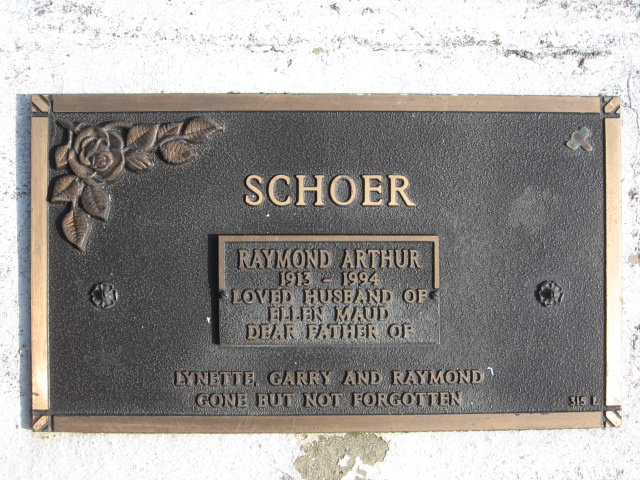 SCHOER
RAYMOND ARTHUR
1913 - 1994
LOVED HUSBAND OF
ELLEN MAUD
DEAR FATHER OF
LYNETTE, GARRY AND RAYMOND
GONE BUT NOT FORGOTTEN
315 L